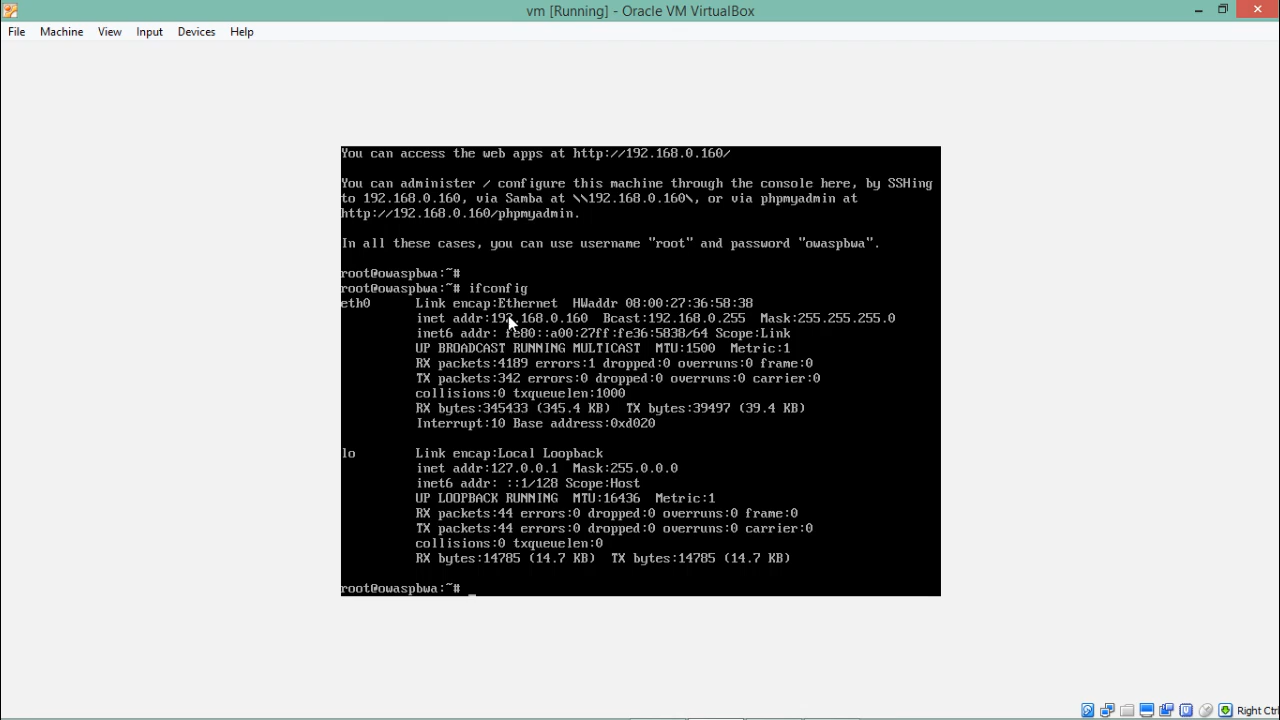 vm [Running] - Oracle VM VirtualBox
File Machine View Input Devices Help
You can access the web apps at http://192.168.0.160/
You can administer / configure this machine through the console here, by SSHing
to 192.168.0.160, via Samba at \\192.168.0.160\, or via phpmyadmin at
http://192.168.0.160/phpmyadmin.
In all these cases, you can use username "root" and password "owaspbwa".
root@owaspbwa:~#
root@owaspbwa:~# ifconfig
eth0 Link encap:Ethernet HWaddr 08:00:27:36:58:38
inet addr:192.168.0.160 Bcast:192.168.0.255 Mask:255.255.255.0
inet6 addr: fe80::a00:27ff:fe36:5838/64 Scope:Link
UP BROADCAST RUNNING MULTICAST MTU:1500 Metric:1
RX packets:4189 errors:1 dropped:0 overruns:0 frame:0
TX packets:342 errors:0 dropped:0 overruns:0 carrier:0
collisions:0 txqueuelen:1000
RX bytes:345433 (345.4 KB) TX bytes:39497 (39.4 KB)
Interrupt:10 Base address:0xd020
lo Link encap:Local Loopback
inet addr:127.0.0.1 Mask:255.0.0.0
inet6 addr: ::1/128 Scope:Host
UP LOOPBACK RUNNING MTU:16436 Metric:1
RX packets:44 errors:0 dropped:0 overruns:0 frame:0
TX packets:44 errors:0 dropped:0 overruns:0 carrier:0
collisions:0 txqueuelen:0
RX bytes:14785 (14.7 KB) TX bytes:14785 (14.7 KB)
root@owaspbwa:~# _
Right Ctrl